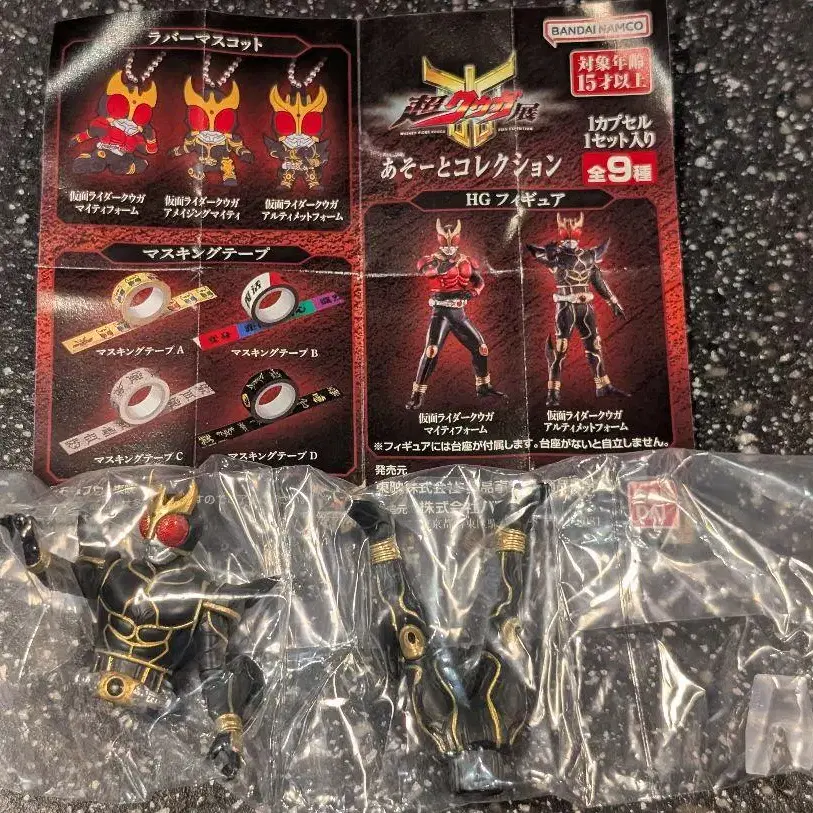 ラバーマスコット
仮面ライダークウガ
マイティフォーム
仮面ライダークウガ
アメイジングマイティ
仮面ライダークウガ
アルティメットフォーム
マスキングテープ
マスキングテープ A
マスキングテープ B
マスキングテープ C
マスキングテープ D
BANDAI NAMCO
対象年齢
15才以上
超クウガ展
あそーとコレクション
1カプセル
1セット入り
全9種
HG フィギュア
仮面ライダークウガ
マイティフォーム
仮面ライダークウガ
アルティメットフォーム
※フィギュアには台座が付属します。台座がないと自立しません。
発売元
東映株式会社
株式会社バ